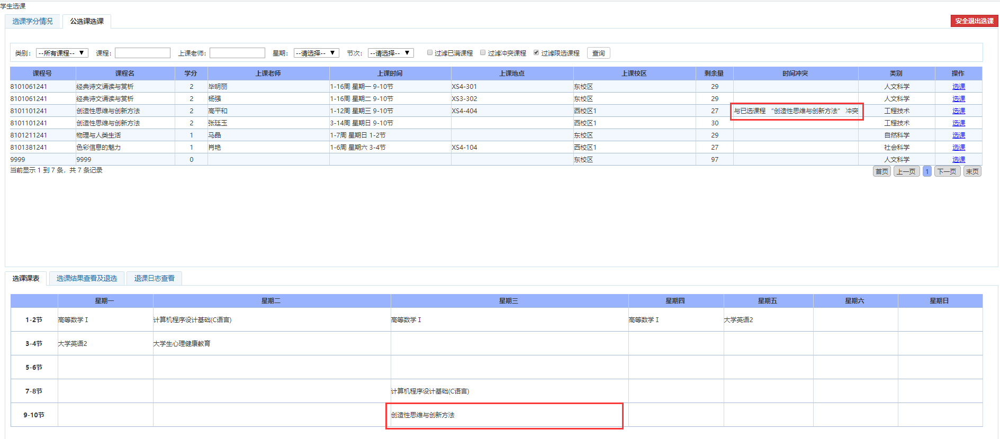 学生选课
选课学分情况 公选课选课 安全退出选课
类别： --所有课程-- ▼ 课程： 上课老师： 星期： --请选择-- ▼ 节次： --请选择-- ▼ 过滤已满课程 过滤冲突课程 过滤限选课程 查询
课程号 课程名 学分 上课老师 上课时间 上课地点 上课校区 剩余量 时间冲突 类别 操作
8101061241 经典诗文诵读与赏析 2 毕明丽 1-16周 星期一 9-10节 XS4-301 东校区 29 人文科学 选课
8101061241 经典诗文诵读与赏析 2 杨强 1-16周 星期二 9-10节 XS3-302 东校区 29 人文科学 选课
8101101241 创造性思维与创新方法 2 高平和 1-12周 星期三 9-10节 XS4-404 西校区1 27 与已选课程 “创造性思维与创新方法” 冲突 工程技术 选课
8101101241 创造性思维与创新方法 2 张廷玉 3-14周 星期日 9-10节 西校区1 30 工程技术 选课
8101211241 物理与人类生活 1 马晶 1-7周 星期日 1-2节 东校区 29 自然科学 选课
8101381241 色彩信息的魅力 1 肖艳 1-6周 星期六 3-4节 XS4-104 西校区1 27 社会科学 选课
9999 9999 0 东校区 97 人文科学 选课
当前显示 1 到 7 条，共 7 条记录 首页 上一页 1 下一页 末页
选课课表 选课结果查看及退选 退课日志查看
星期一 星期二 星期三 星期四 星期五 星期六 星期日
1-2节 高等数学 I 计算机程序设计基础(C语言) 高等数学 I 高等数学 I 大学英语2
3-4节 大学英语2 大学生心理健康教育
5-6节
7-8节 计算机程序设计基础(C语言)
9-10节 创造性思维与创新方法